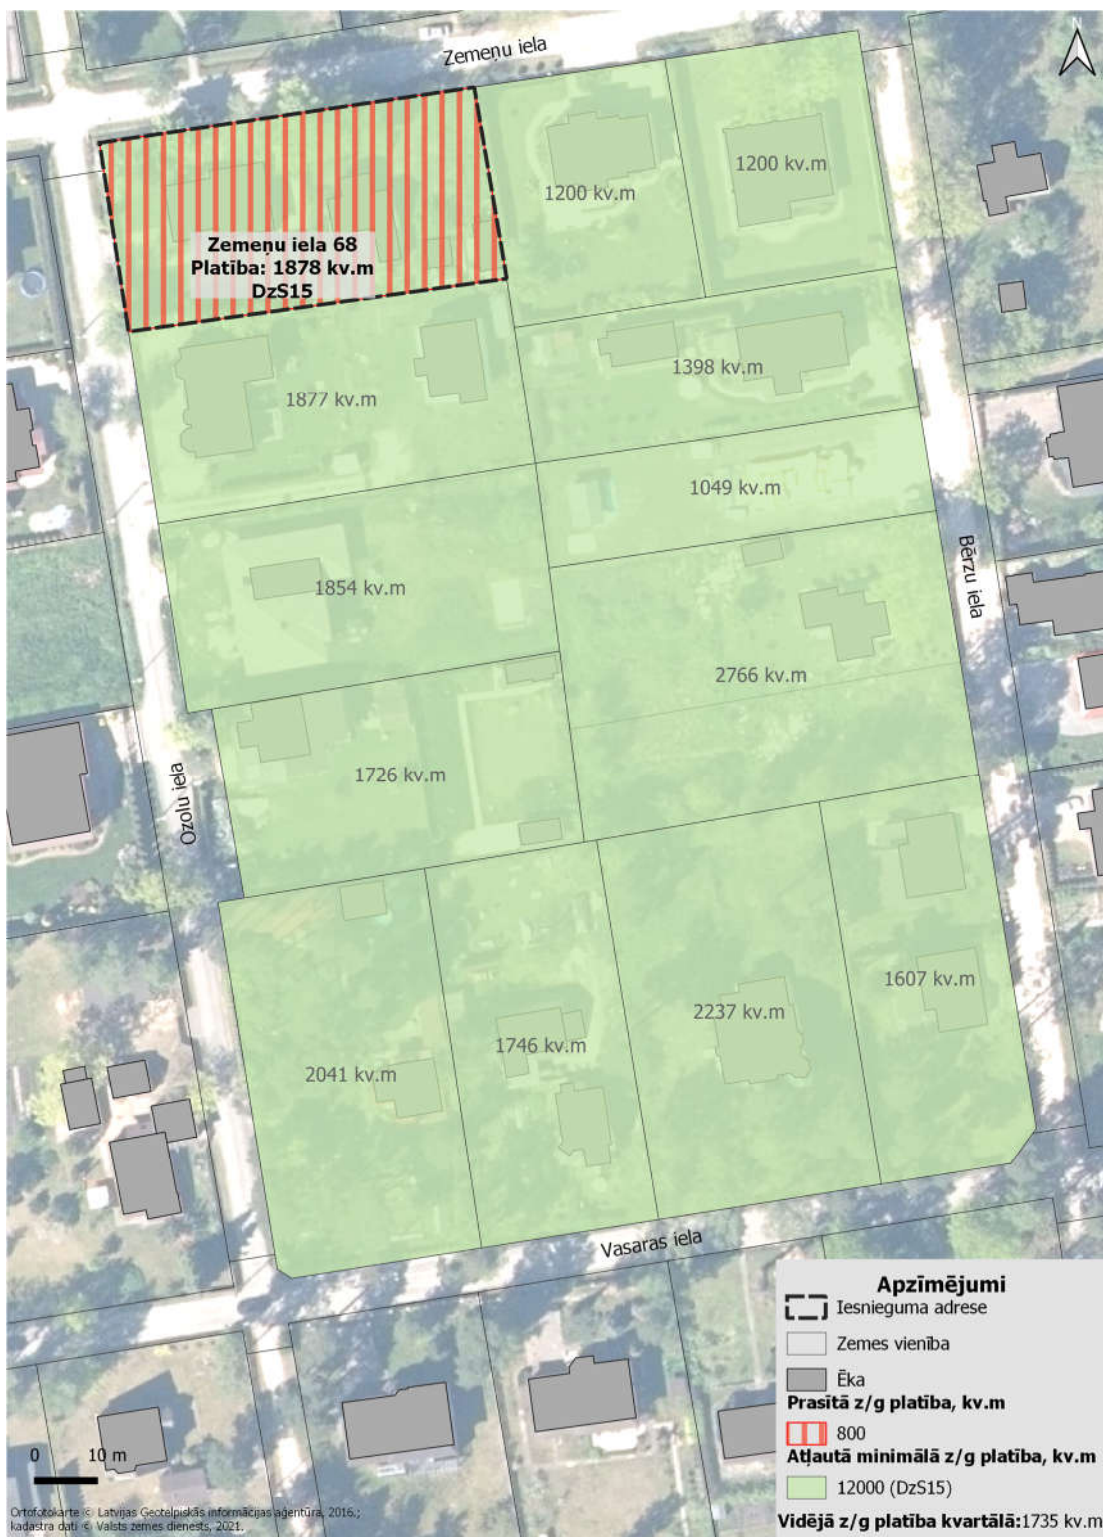 Zemeņu iela
N
1200 kv.m
1200 kv.m
Zemeņu iela 68
Platība: 1878 kv.m
DzS15
1398 kv.m
1877 kv.m
1049 kv.m
1854 kv.m
Bērzu iela
2766 kv.m
1726 kv.m
Ozolu iela
1607 kv.m
2237 kv.m
1746 kv.m
2041 kv.m
Vasaras iela
Apzīmējumi
Iesnieguma adrese
Zemes vienība
Ēka
Prasītā z/g platība, kv.m
800
Atļautā minimālā z/g platība, kv.m
12000 (DzS15)
Vidējā z/g platība kvartālā:1735 kv.m
0 10 m
Ortofotokarte © Latvijas Ģeotelpiskās informācijas aģentūra, 2016.;
kadastra dati © Valsts zemes dienests, 2021.